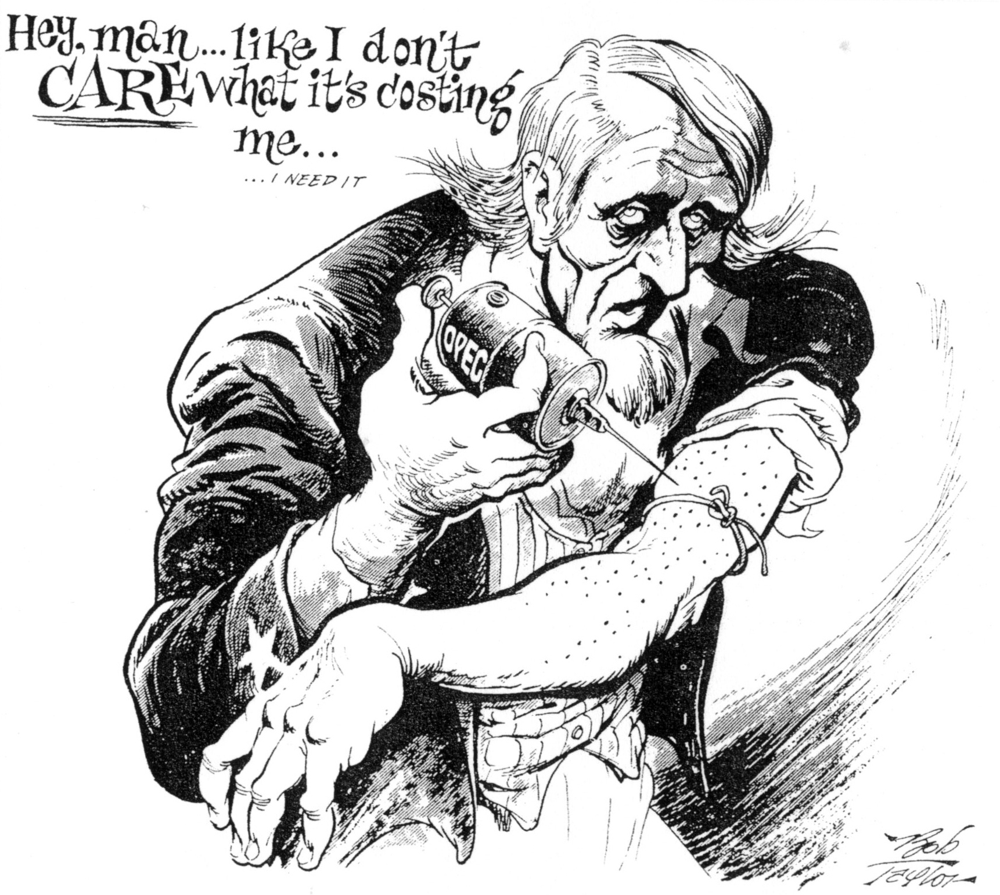 Hey, man...like I don't
CARE what it's costing
me...
...I NEED IT
OPEC
Bob
Taylor